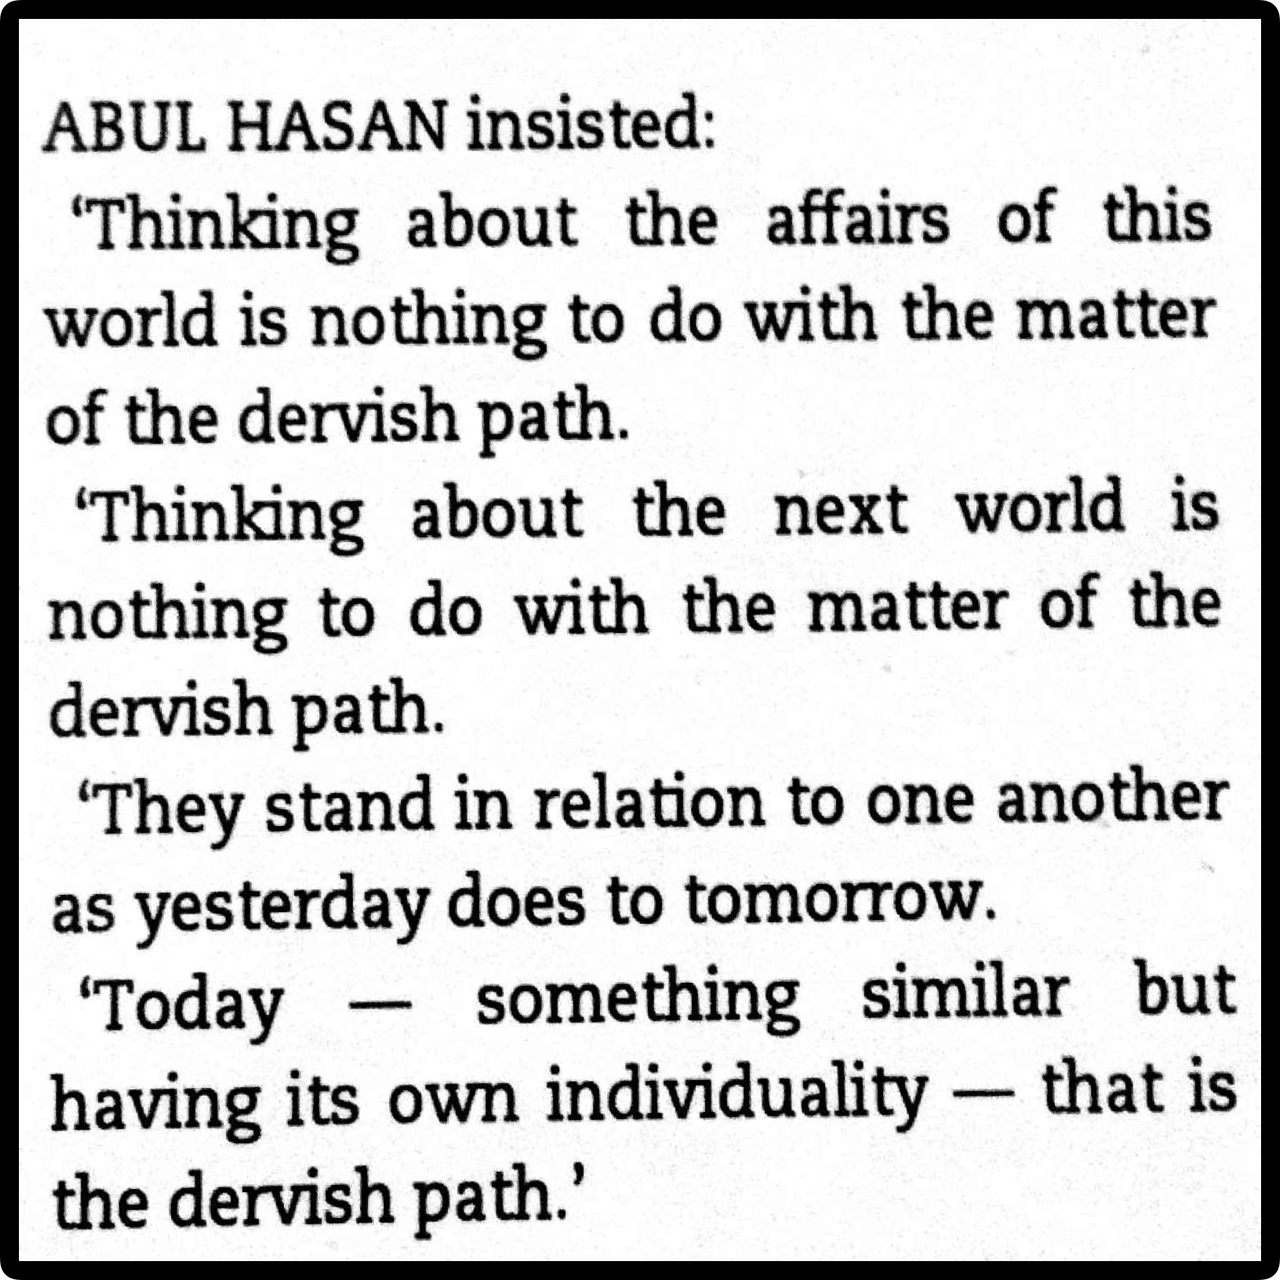 ABUL HASAN insisted:
‘Thinking about the affairs of this
world is nothing to do with the matter
of the dervish path.
‘Thinking about the next world is
nothing to do with the matter of the
dervish path.
‘They stand in relation to one another
as yesterday does to tomorrow.
‘Today — something similar but
having its own individuality — that is
the dervish path.’